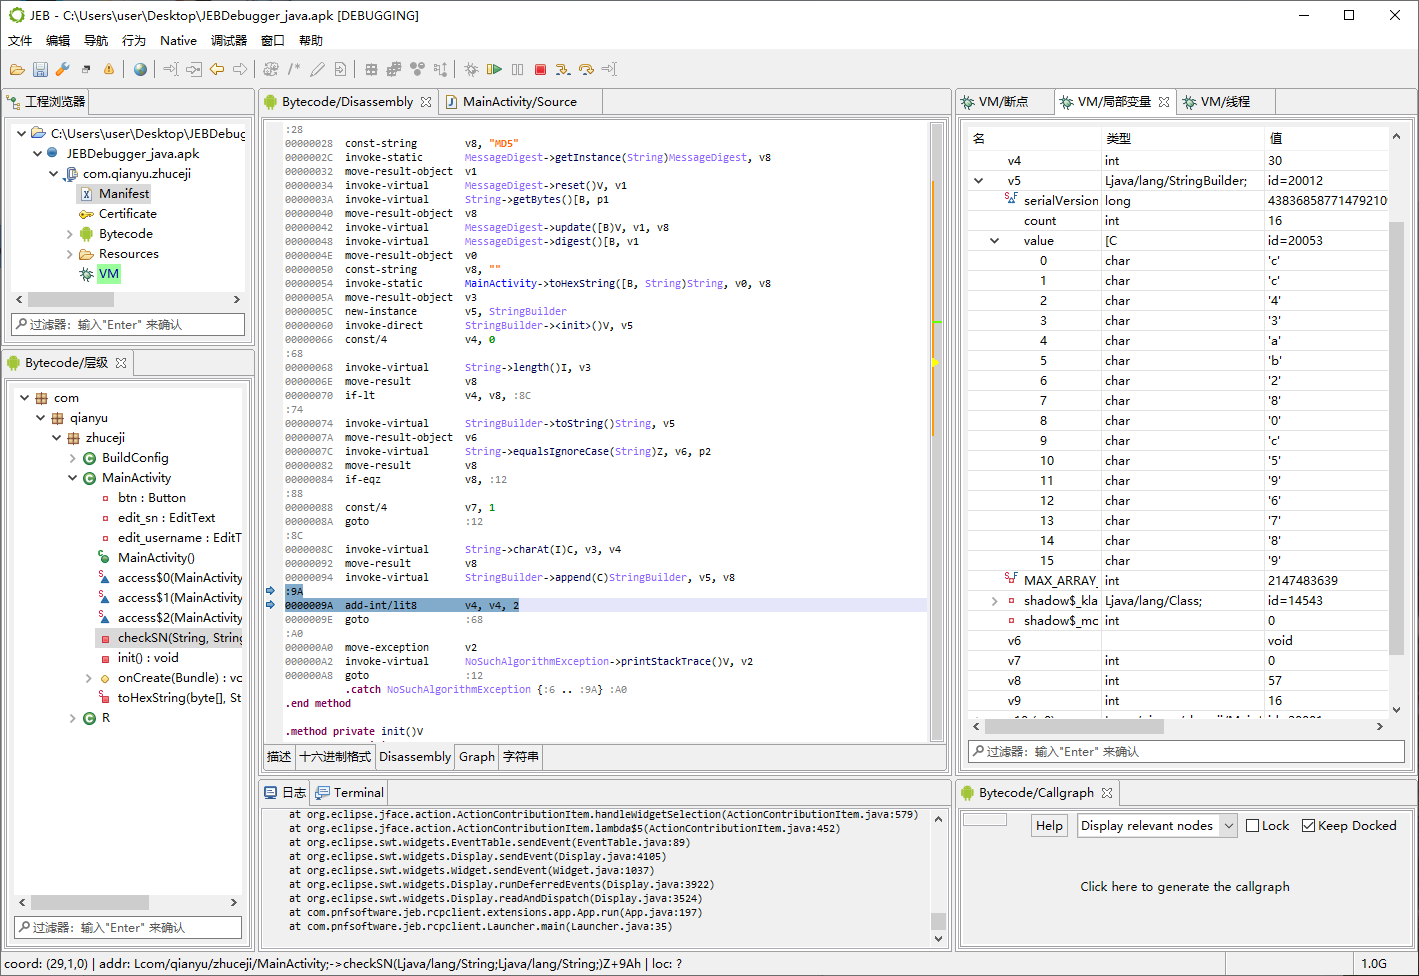 JEB - C:\Users\user\Desktop\JEBDebugger_java.apk [DEBUGGING]
文件 编辑 导航 行为 Native 调试器 窗口 帮助
工程浏览器
C:\Users\user\Desktop\JEBDebug
JEBDebugger_java.apk
com.qianyu.zhuceji
Manifest
Certificate
Bytecode
Resources
VM
过滤器: 输入"Enter" 来确认
Bytecode/层级
com
qianyu
zhuceji
BuildConfig
MainActivity
btn : Button
edit_sn : EditText
edit_username : EditT
MainActivity()
access$0(MainActivity
access$1(MainActivity
access$2(MainActivity
checkSN(String, String
init() : void
onCreate(Bundle) : vo
toHexString(byte[], St
R
过滤器: 输入"Enter" 来确认
Bytecode/Disassembly MainActivity/Source
:28
00000028 const-string v8, "MD5"
0000002C invoke-static MessageDigest->getInstance(String)MessageDigest, v8
00000032 move-result-object v1
00000034 invoke-virtual MessageDigest->reset()V, v1
0000003A invoke-virtual String->getBytes()[B, p1
00000040 move-result-object v8
00000042 invoke-virtual MessageDigest->update([B)V, v1, v8
00000048 invoke-virtual MessageDigest->digest()[B, v1
0000004E move-result-object v0
00000050 const-string v8, ""
00000054 invoke-static MainActivity->toHexString([B, String)String, v0, v8
0000005A move-result-object v3
0000005C new-instance v5, StringBuilder
00000060 invoke-direct StringBuilder-><init>()V, v5
00000066 const/4 v4, 0
:68
00000068 invoke-virtual String->length()I, v3
0000006E move-result v8
00000070 if-lt v4, v8, :8C
:74
00000074 invoke-virtual StringBuilder->toString()String, v5
0000007A move-result-object v6
0000007C invoke-virtual String->equalsIgnoreCase(String)Z, v6, p2
00000082 move-result v8
00000084 if-eqz v8, :12
:88
00000088 const/4 v7, 1
0000008A goto :12
:8C
0000008C invoke-virtual String->charAt(I)C, v3, v4
00000092 move-result v8
00000094 invoke-virtual StringBuilder->append(C)StringBuilder, v5, v8
:9A
0000009A add-int/lit8 v4, v4, 2
0000009E goto :68
:A0
000000A0 move-exception v2
000000A2 invoke-virtual NoSuchAlgorithmException->printStackTrace()V, v2
000000A8 goto :12
.catch NoSuchAlgorithmException {:6 .. :9A} :A0
.end method
.method private init()V
描述 十六进制格式 Disassembly Graph 字符串
日志 Terminal
at org.eclipse.jface.action.ActionContributionItem.handleWidgetSelection(ActionContributionItem.java:579)
at org.eclipse.jface.action.ActionContributionItem.lambda$5(ActionContributionItem.java:452)
at org.eclipse.swt.widgets.EventTable.sendEvent(EventTable.java:89)
at org.eclipse.swt.widgets.Display.sendEvent(Display.java:4105)
at org.eclipse.swt.widgets.Widget.sendEvent(Widget.java:1037)
at org.eclipse.swt.widgets.Display.runDeferredEvents(Display.java:3922)
at org.eclipse.swt.widgets.Display.readAndDispatch(Display.java:3524)
at com.pnfsoftware.jeb.rcpclient.extensions.app.App.run(App.java:197)
at com.pnfsoftware.jeb.rcpclient.Launcher.main(Launcher.java:35)
VM/断点 VM/局部变量 VM/线程
名 类型 值
v4 int 30
v5 Ljava/lang/StringBuilder; id=20012
serialVersion long 4383685877147921099
count int 16
value [C id=20053
0 char 'c'
1 char 'c'
2 char '4'
3 char '3'
4 char 'a'
5 char 'b'
6 char '2'
7 char '8'
8 char '0'
9 char 'c'
10 char '5'
11 char '9'
12 char '6'
13 char '7'
14 char '8'
15 char '9'
MAX_ARRAY_ int 2147483639
shadow$_kla Ljava/lang/Class; id=14543
shadow$_mc int 0
v6 void
v7 int 0
v8 int 57
v9 int 16
过滤器: 输入"Enter" 来确认
Bytecode/Callgraph
Help Display relevant nodes Lock Keep Docked
Click here to generate the callgraph
coord: (29,1,0) | addr: Lcom/qianyu/zhuceji/MainActivity;->checkSN(Ljava/lang/String;Ljava/lang/String;)Z+9Ah | loc: ?
1.0G